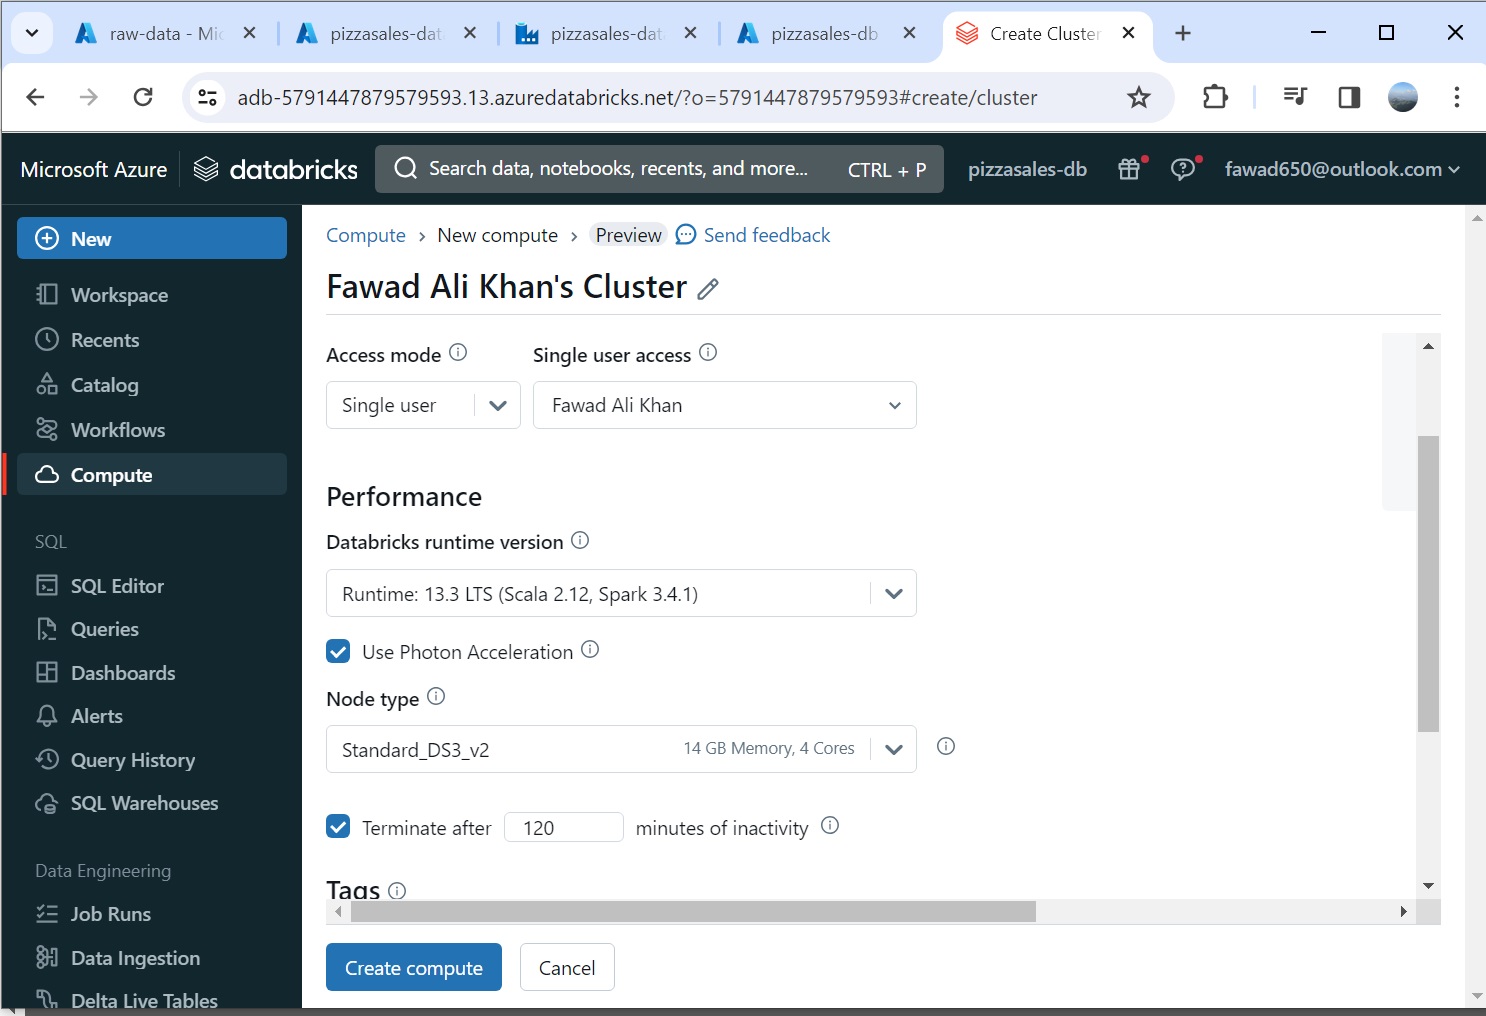 raw-data - Mic
pizzasales-dat
pizzasales-dat
pizzasales-db
Create Cluster
adb-5791447879579593.13.azuredatabricks.net/?o=5791447879579593#create/cluster
Microsoft Azure
databricks
Search data, notebooks, recents, and more...
CTRL + P
pizzasales-db
fawad650@outlook.com
New
Workspace
Recents
Catalog
Workflows
Compute
SQL
SQL Editor
Queries
Dashboards
Alerts
Query History
SQL Warehouses
Data Engineering
Job Runs
Data Ingestion
Delta Live Tables
Compute › New compute › Preview Send feedback
Fawad Ali Khan's Cluster
Access mode
Single user access
Single user
Fawad Ali Khan
Performance
Databricks runtime version
Runtime: 13.3 LTS (Scala 2.12, Spark 3.4.1)
Use Photon Acceleration
Node type
Standard_DS3_v2
14 GB Memory, 4 Cores
Terminate after 120 minutes of inactivity
Tags
Create compute
Cancel